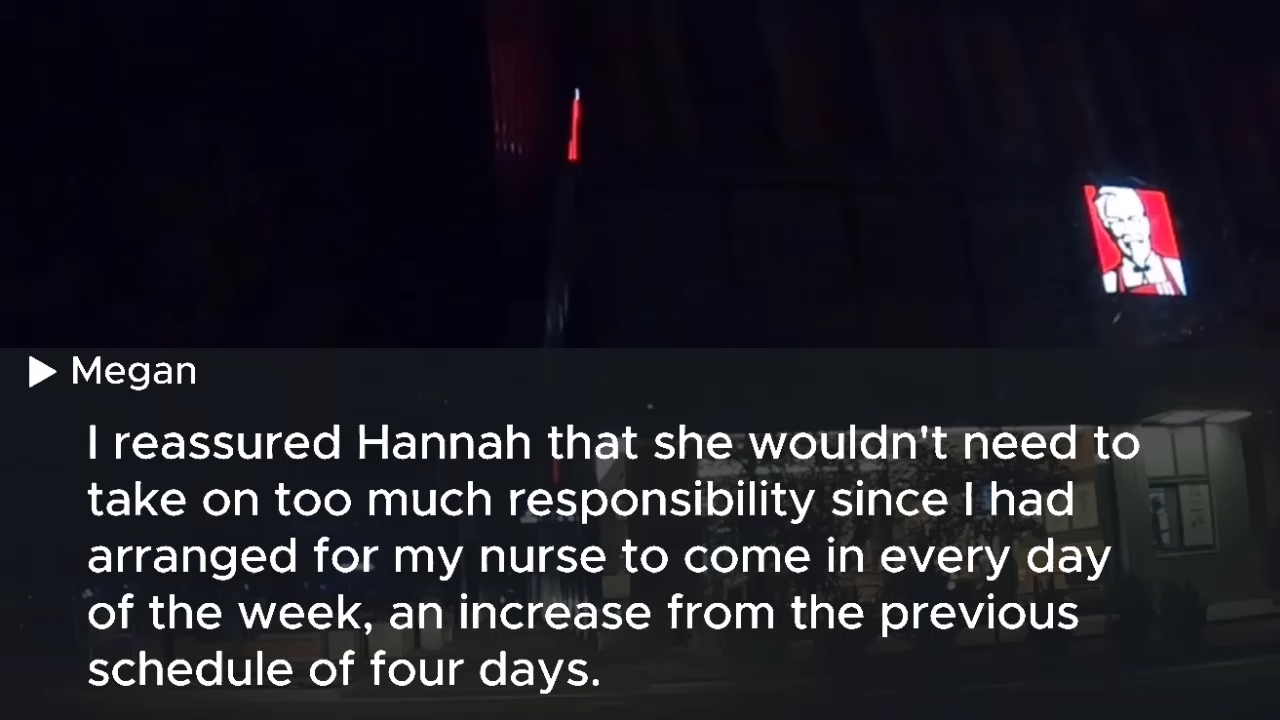 Megan
I reassured Hannah that she wouldn't need to
take on too much responsibility since I had
arranged for my nurse to come in every day
of the week, an increase from the previous
schedule of four days.